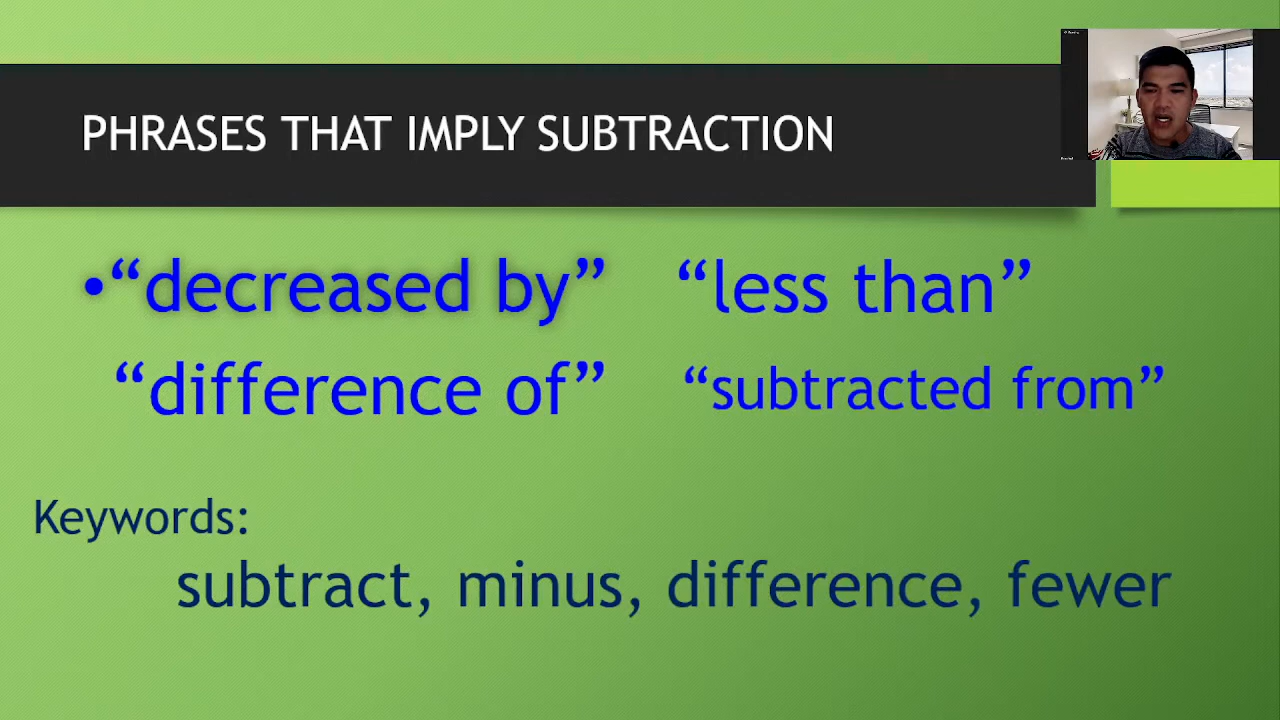 PHRASES THAT IMPLY SUBTRACTION
•“decreased by” “less than”
“difference of” “subtracted from”
Keywords:
subtract, minus, difference, fewer